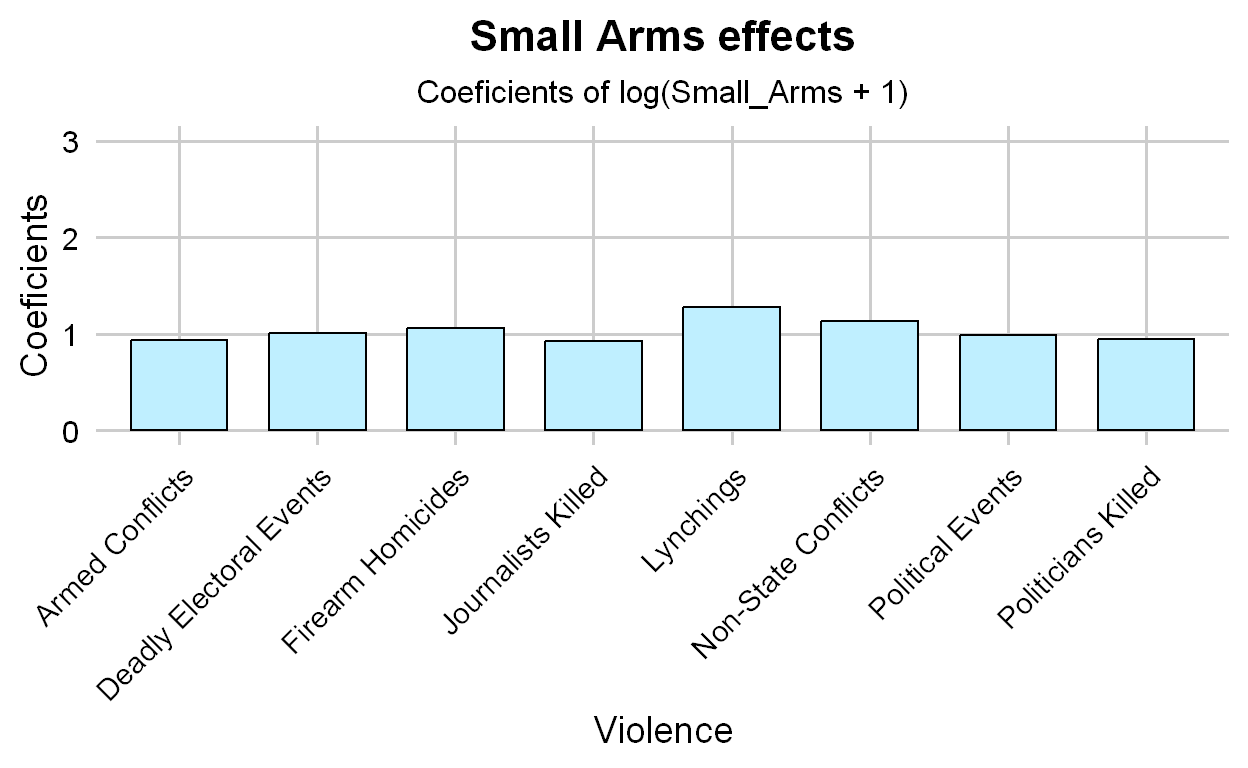 Small Arms effects
Coeficients of log(Small_Arms + 1)
Coeficients
3
2
1
0
Armed Conflicts
Deadly Electoral Events
Firearm Homicides
Journalists Killed
Lynchings
Non-State Conflicts
Political Events
Politicians Killed
Violence